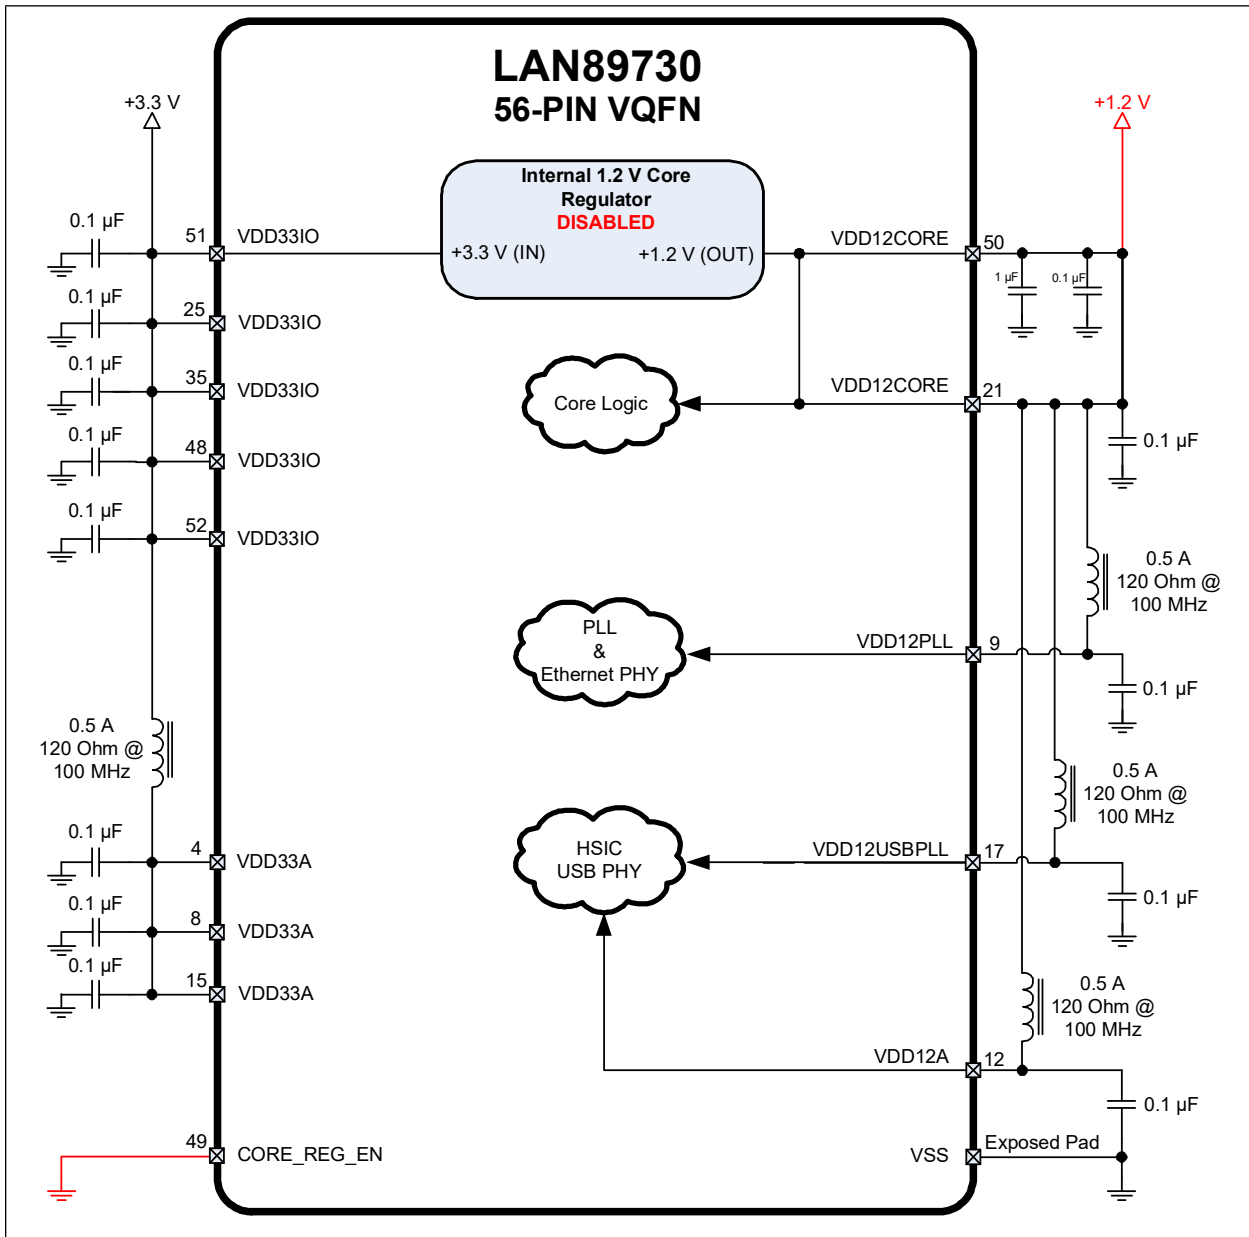 LAN89730
56-PIN VQFN
+3.3 V
+1.2 V
Internal 1.2 V Core
Regulator
DISABLED
+3.3 V (IN)
+1.2 V (OUT)
0.1 µF
51
VDD33IO
VDD12CORE
50
1 µF
0.1 µF
0.1 µF
25
VDD33IO
0.1 µF
35
VDD33IO
Core Logic
VDD12CORE
21
0.1 µF
0.1 µF
48
VDD33IO
0.1 µF
52
VDD33IO
0.5 A
120 Ohm @
100 MHz
PLL
&
Ethernet PHY
VDD12PLL
9
0.1 µF
0.5 A
120 Ohm @
100 MHz
0.5 A
120 Ohm @
100 MHz
0.1 µF
4
VDD33A
HSIC
USB PHY
VDD12USBPLL
17
0.1 µF
0.1 µF
8
VDD33A
0.1 µF
15
VDD33A
0.5 A
120 Ohm @
100 MHz
VDD12A
12
0.1 µF
49
CORE_REG_EN
VSS
Exposed Pad